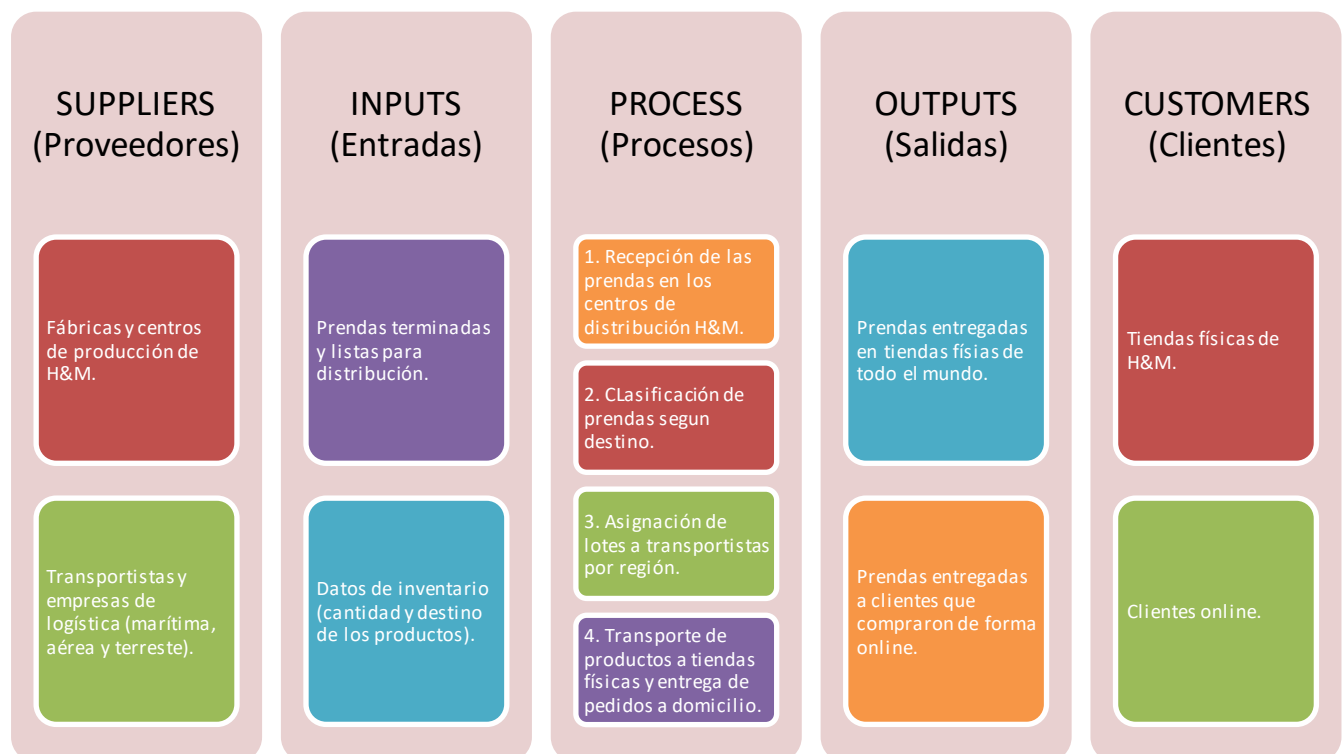 SUPPLIERS
(Proveedores)
Fábricas y centros
de producción de
H&M.
Transportistas y
empresas de
logística (marítima,
aérea y terreste).
INPUTS
(Entradas)
Prendas terminadas
y listas para
distribución.
Datos de inventario
(cantidad y destino
de los productos).
PROCESS
(Procesos)
1. Recepción de las
prendas en los
centros de
distribución H&M.
2. CLasificación de
prendas segun
destino.
3. Asignación de
lotes a transportistas
por región.
4. Transporte de
productos a tiendas
físicas y entrega de
pedidos a domicilio.
OUTPUTS
(Salidas)
Prendas entregadas
en tiendas físias de
todo el mundo.
Prendas entregadas
a clientes que
compraron de forma
online.
CUSTOMERS
(Clientes)
Tiendas físicas de
H&M.
Clientes online.